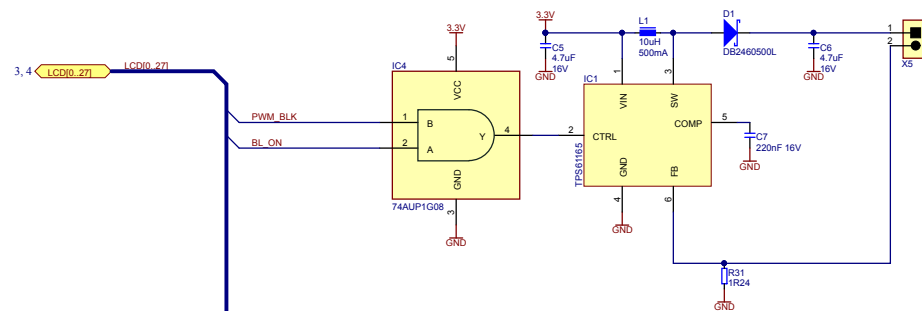 3.3V
L1
10uH
500mA
D1
DB2460500L
C5
4.7uF
16V
GND
C6
4.7uF
16V
GND
1
2
X5
3, 4
LCD[0..27]
LCD[0..27]
3.3V
IC4
5
VCC
PWM_BLK
1
B
BL_ON
2
A
Y
4
GND
3
74AUP1G08
GND
IC1
1
VIN
3
SW
2
CTRL
COMP
5
TPS61165
GND
4
FB
6
GND
C7
220nF 16V
GND
R31
1R24
GND